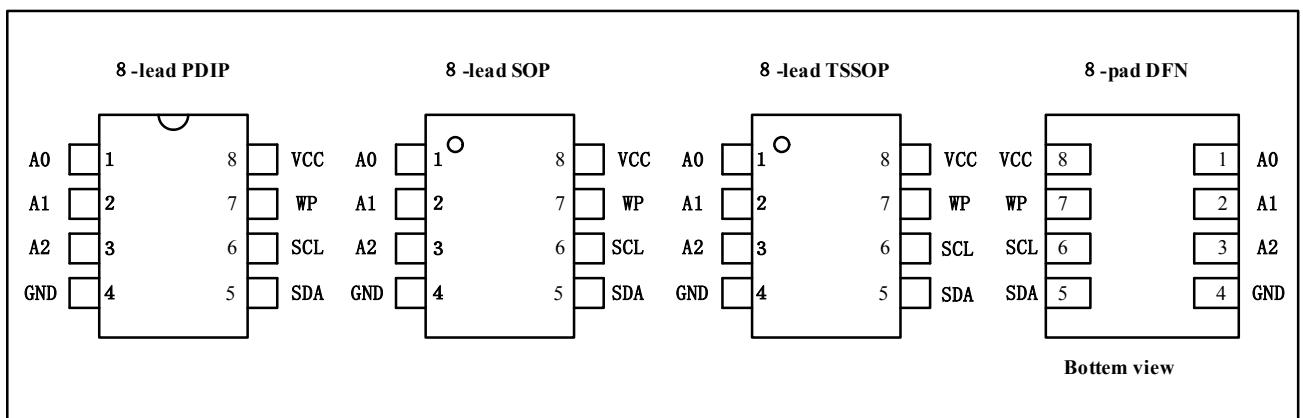 8-lead PDIP 8-lead SOP 8-lead TSSOP 8-pad DFN
A0 1 8 VCC A0 1 8 VCC A0 1 8 VCC VCC 8 1 A0
A1 2 7 WP A1 2 7 WP A1 2 7 WP WP 7 2 A1
A2 3 6 SCL A2 3 6 SCL A2 3 6 SCL SCL 6 3 A2
GND 4 5 SDA GND 4 5 SDA GND 4 5 SDA SDA 5 4 GND
Bottem view